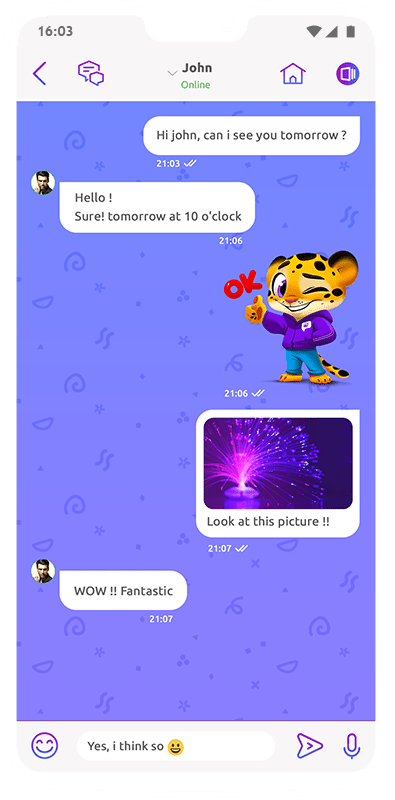 16:03
John
Online
Hi john, can i see you tomorrow ?
21:03
Hello !
Sure! tomorrow at 10 o'clock
21:06
OK
21:06
Look at this picture !!
21:07
WOW !! Fantastic
21:07
Yes, i think so 😀